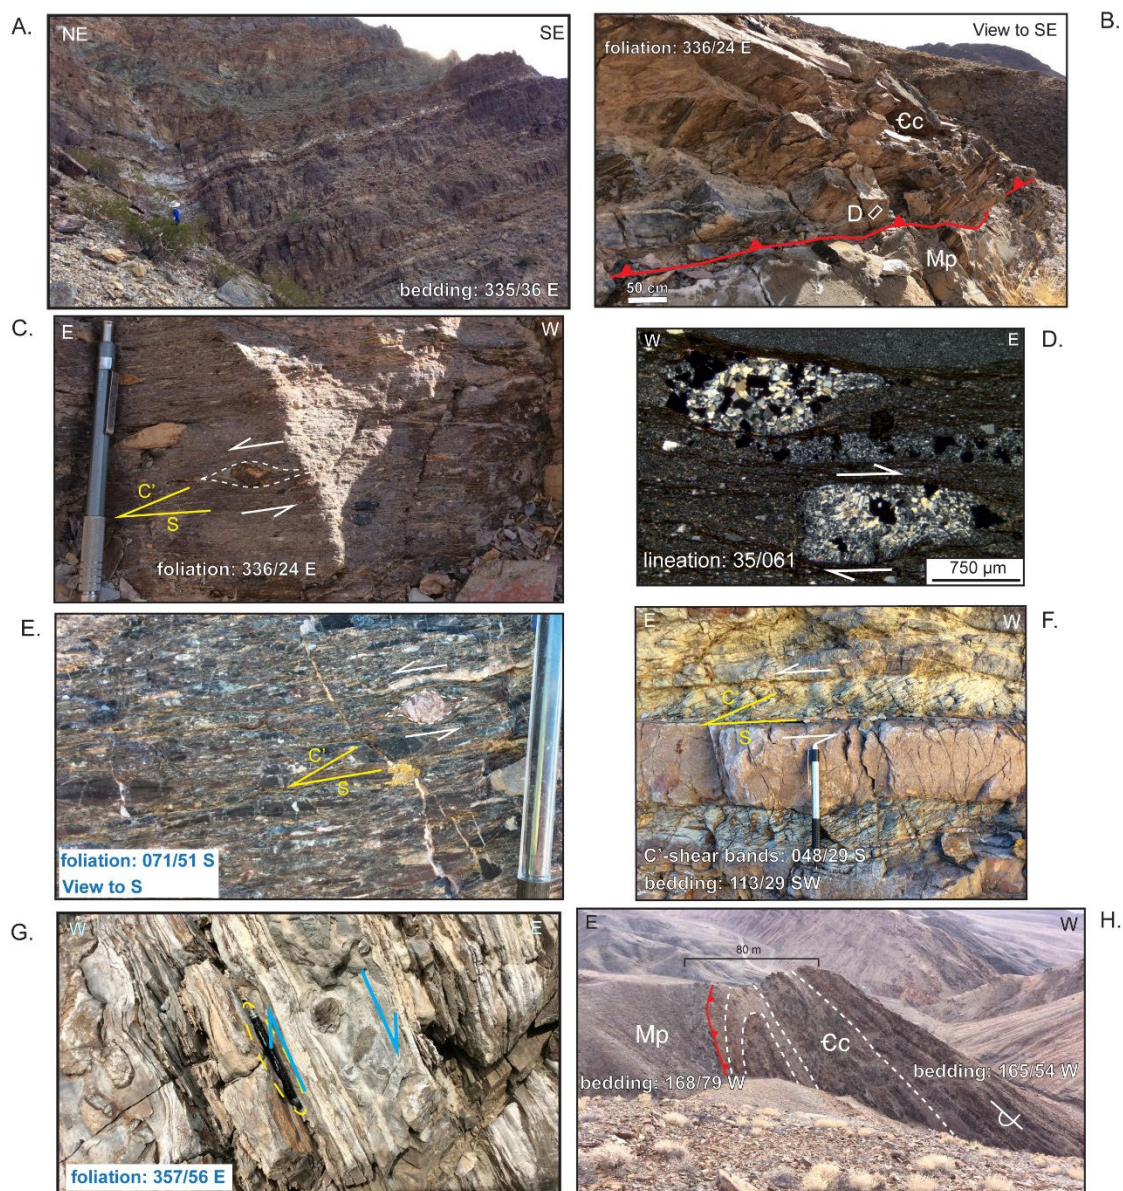 A.
NE
SE
bedding: 335/36 E
B.
View to SE
foliation: 336/24 E
Ꞓc
D
Mp
50 cm
C.
E
W
C'
S
foliation: 336/24 E
D.
W
E
lineation: 35/061
750 µm
E.
C'
S
foliation: 071/51 S
View to S
F.
E
W
C'
S
C'-shear bands: 048/29 S
bedding: 113/29 SW
G.
W
E
foliation: 357/56 E
H.
E
W
80 m
Mp
Ꞓc
bedding: 168/79 W
bedding: 165/54 W